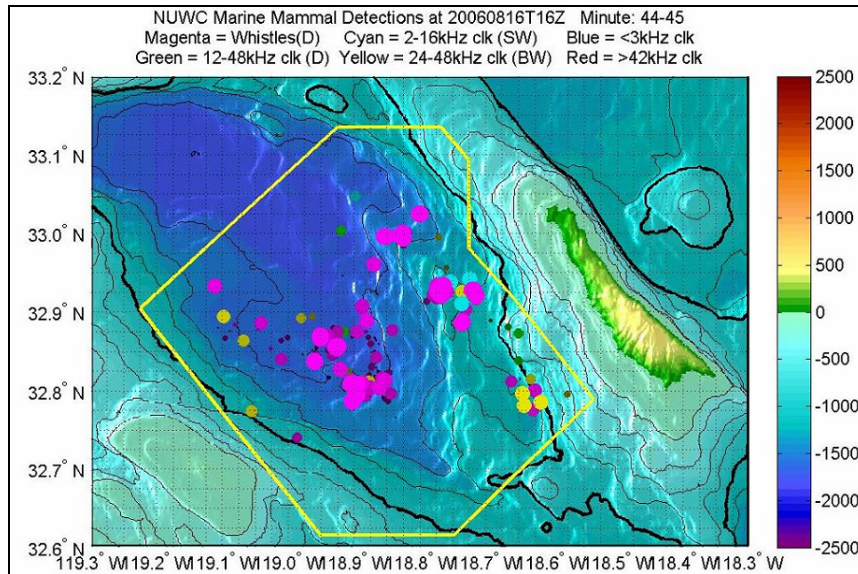 NUWC Marine Mammal Detections at 20060816T16Z Minute: 44-45
Magenta = Whistles(D) Cyan = 2-16kHz clk (SW) Blue = <3kHz clk
Green = 12-48kHz clk (D) Yellow = 24-48kHz clk (BW) Red = >42kHz clk
33.2° N
33.1° N
33.0° N
32.9° N
32.8° N
32.7° N
32.6° N
119.3° W119.2° W119.1° W119.0° W118.9° W118.8° W118.7° W118.6° W118.5° W118.4° W118.3° W
2500
2000
1500
1000
500
0
-500
-1000
-1500
-2000
-2500